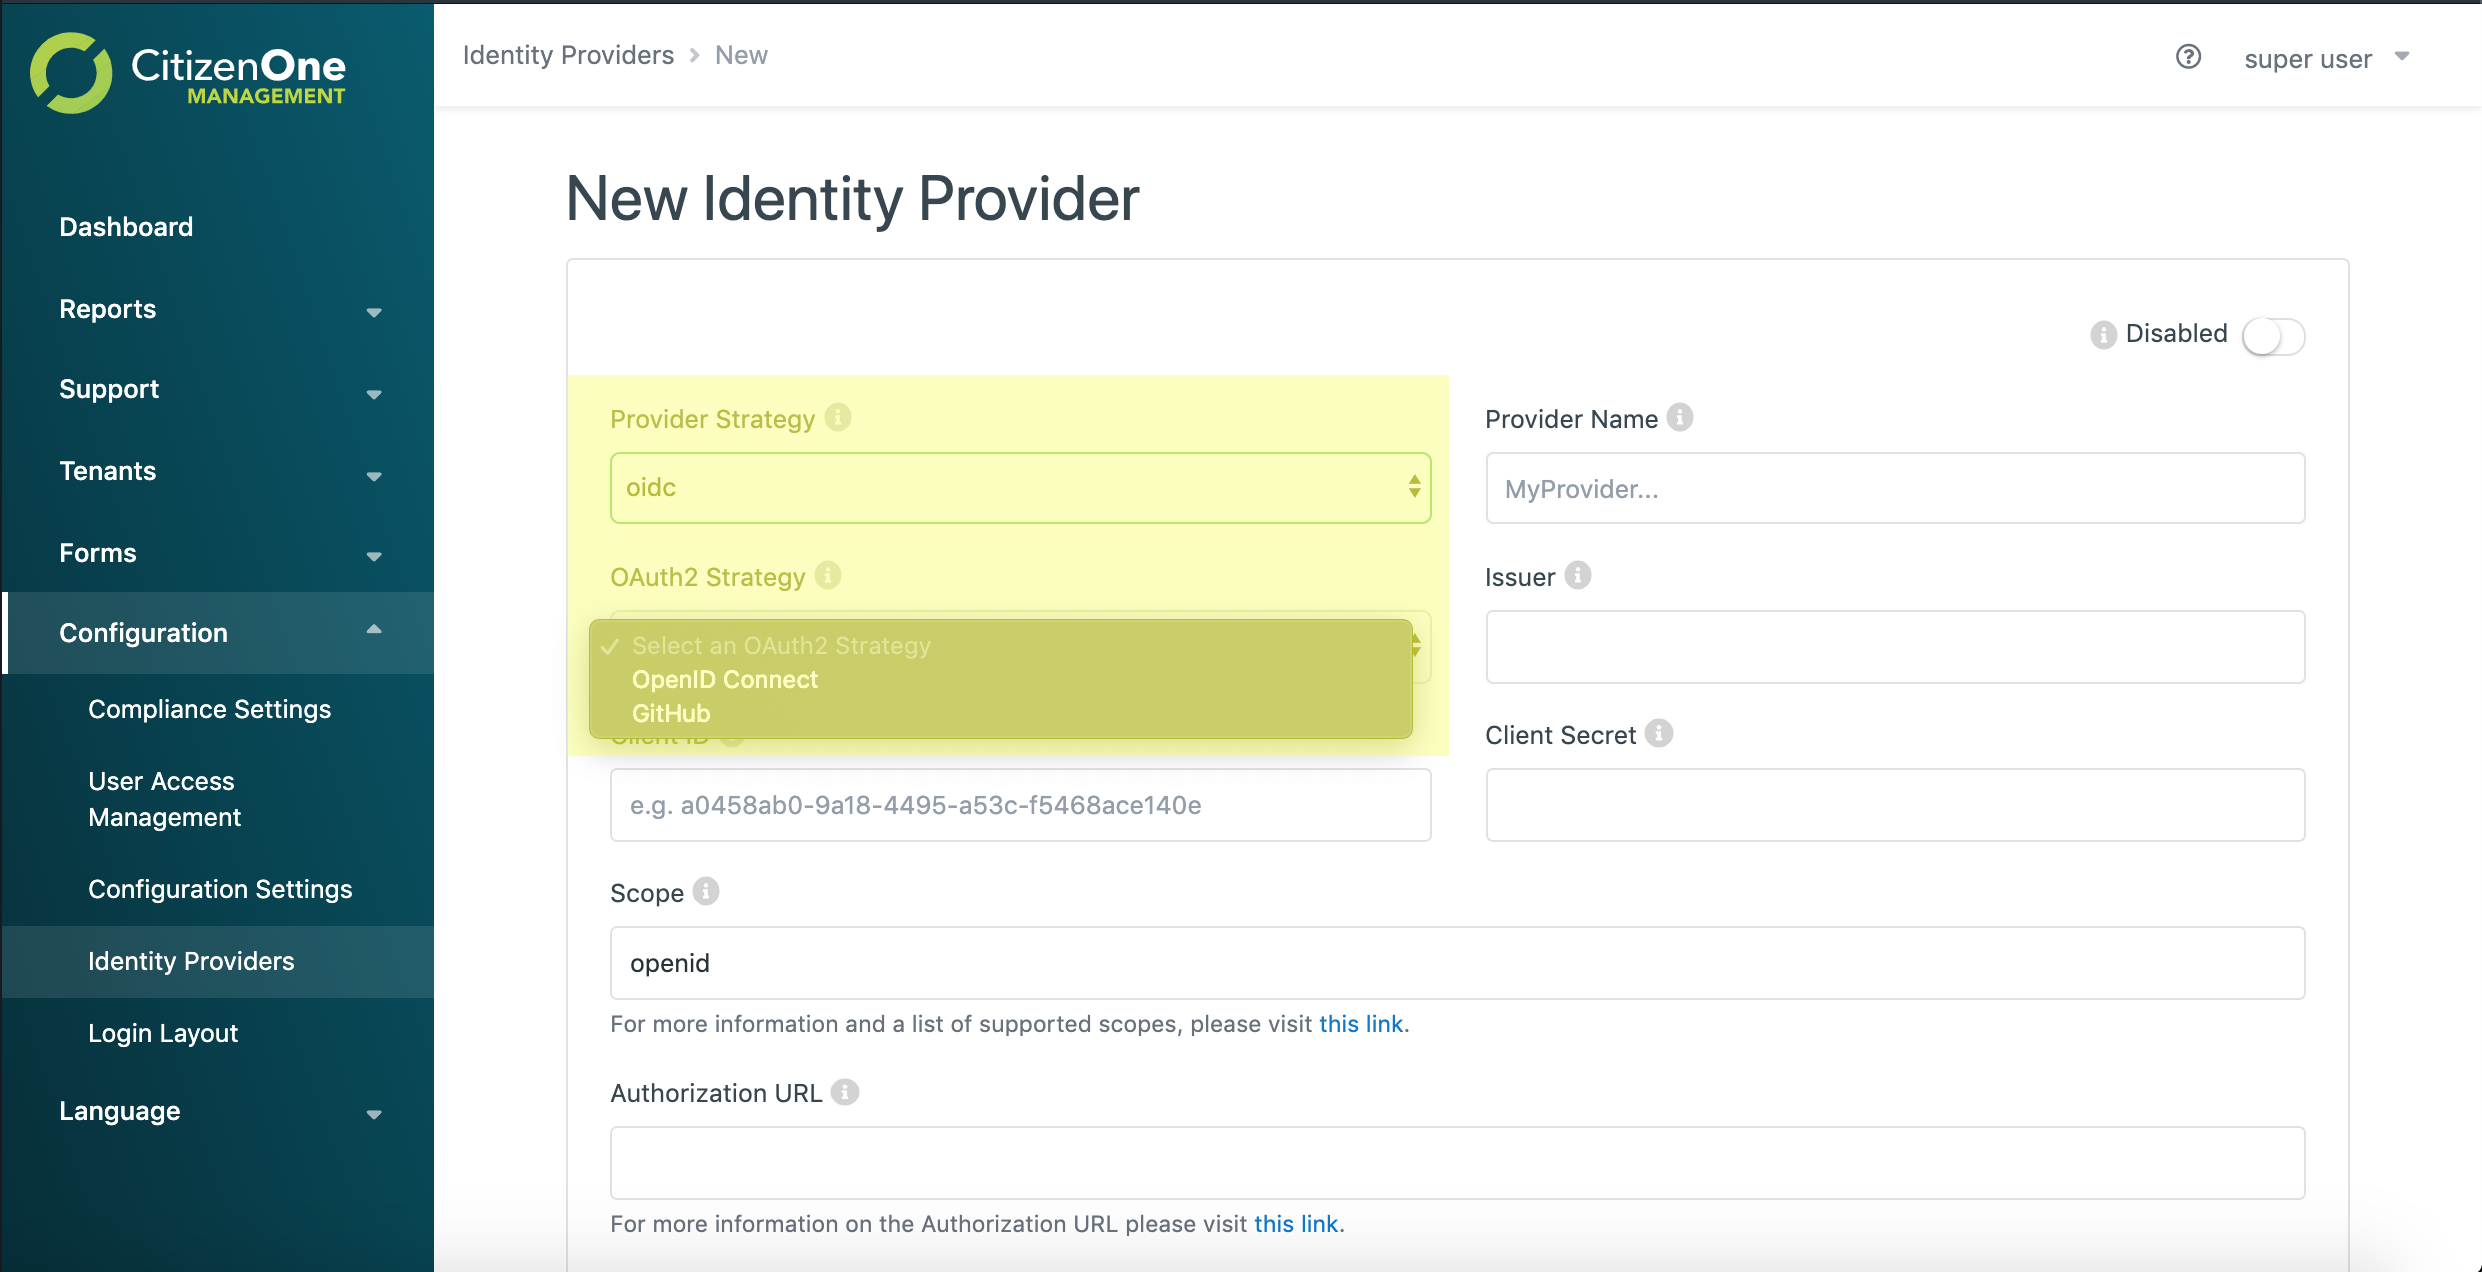 CitizenOne
MANAGEMENT
Dashboard
Reports
Support
Tenants
Forms
Configuration
Compliance Settings
User Access
Management
Configuration Settings
Identity Providers
Login Layout
Language
Identity Providers > New
super user
New Identity Provider
Disabled
Provider Strategy
oidc
Provider Name
MyProvider...
OAuth2 Strategy
✓ Select an OAuth2 Strategy
OpenID Connect
GitHub
Issuer
Client ID
e.g. a0458ab0-9a18-4495-a53c-f5468ace140e
Client Secret
Scope
openid
For more information and a list of supported scopes, please visit this link.
Authorization URL
For more information on the Authorization URL please visit this link.